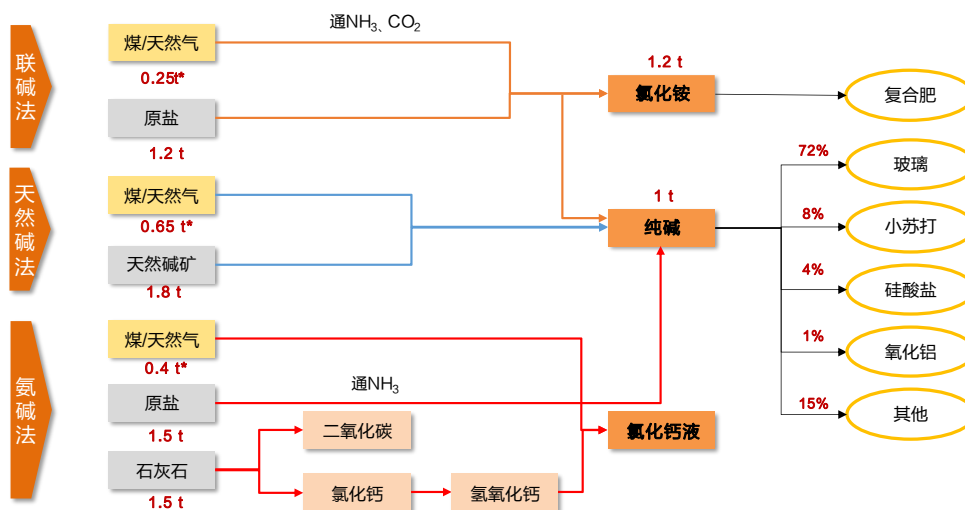 联碱法
煤/天然气
0.25t*
原盐
1.2 t
通NH₃、CO₂
1.2 t
氯化铵
复合肥
天然碱法
煤/天然气
0.65 t*
天然碱矿
1.8 t
1 t
纯碱
72%
玻璃
8%
小苏打
4%
硅酸盐
1%
氧化铝
15%
其他
氨碱法
煤/天然气
0.4 t*
原盐
1.5 t
通NH₃
石灰石
1.5 t
二氧化碳
氯化钙
氢氧化钙
氯化钙液